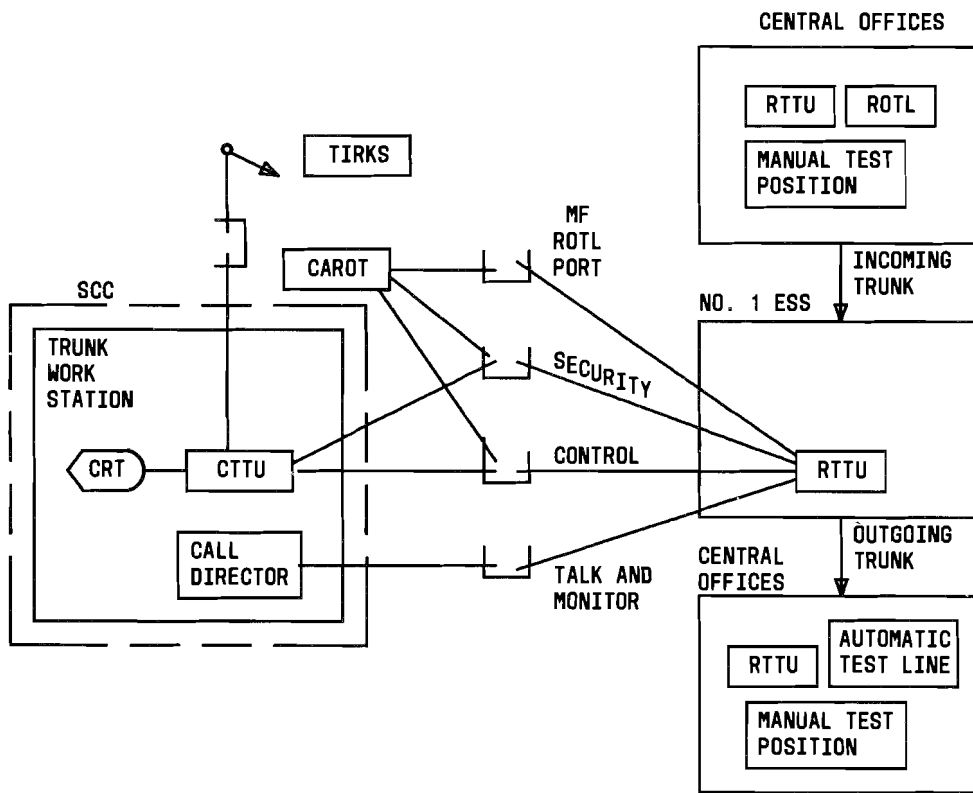 CENTRAL OFFICES
RTTU
ROTL
MANUAL TEST
POSITION
TIRKS
MF
ROTL
PORT
CAROT
INCOMING
TRUNK
SCC
NO. 1 ESS
TRUNK
WORK
STATION
SECURITY
CRT
CTTU
CONTROL
RTTU
CALL
DIRECTOR
TALK AND
MONITOR
OUTGOING
TRUNK
CENTRAL
OFFICES
AUTOMATIC
TEST LINE
RTTU
MANUAL TEST
POSITION